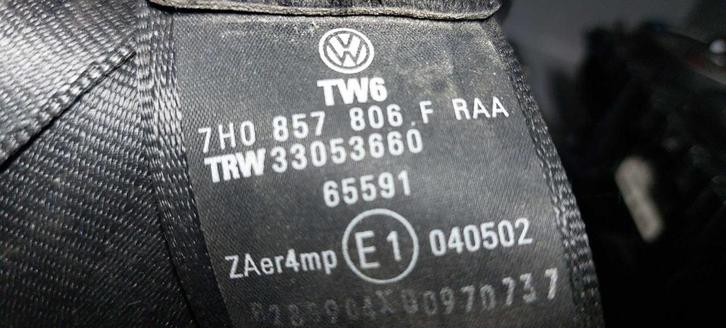 TW6
7H0 857 806 F RAA
TRW 33053660
65591
ZAer4mp E1 040502